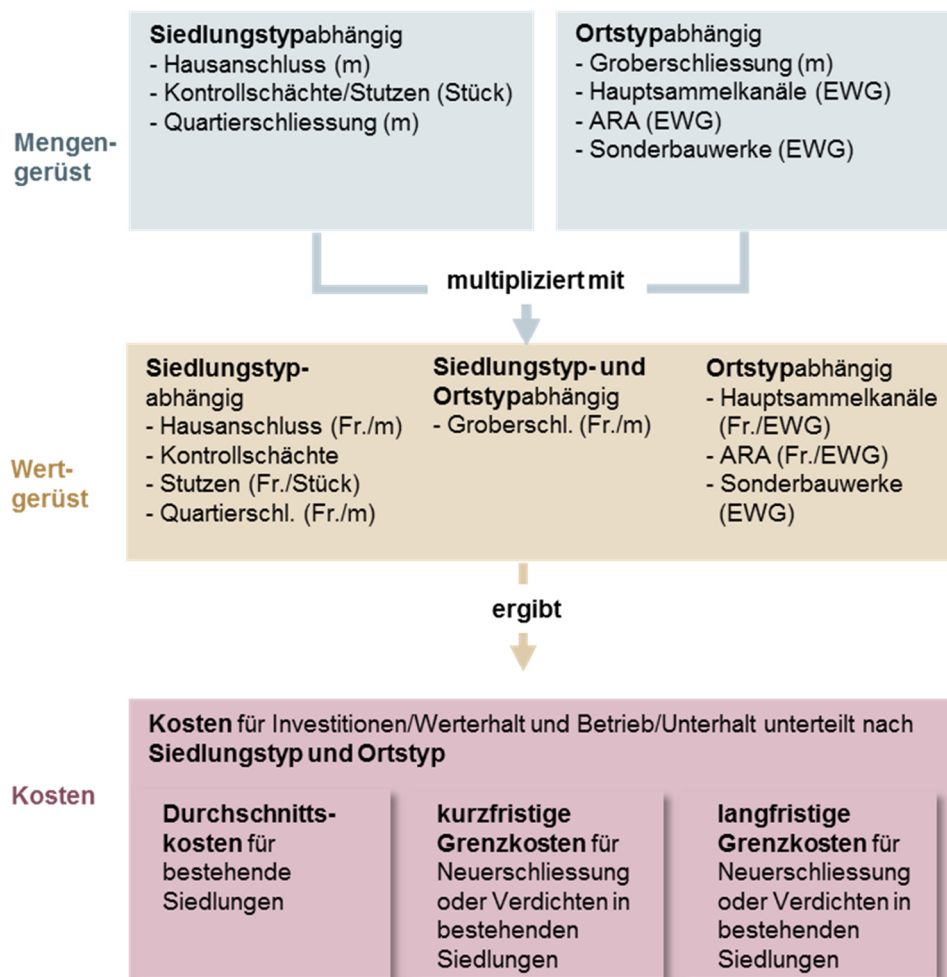 Mengen-
gerüst
Siedlungstypabhängig
- Hausanschluss (m)
- Kontrollschächte/Stutzen (Stück)
- Quartierschliessung (m)
Ortstypabhängig
- Groberschliessung (m)
- Hauptsammelkanäle (EWG)
- ARA (EWG)
- Sonderbauwerke (EWG)
multipliziert mit
Wert-
gerüst
Siedlungstyp-
abhängig
- Hausanschluss (Fr./m)
- Kontrollschächte
- Stutzen (Fr./Stück)
- Quartierschl. (Fr./m)
Siedlungstyp- und
Ortstypabhängig
- Groberschl. (Fr./m)
Ortstypabhängig
- Hauptsammelkanäle
(Fr./EWG)
- ARA (Fr./EWG)
- Sonderbauwerke
(EWG)
ergibt
Kosten
Kosten für Investitionen/Werterhalt und Betrieb/Unterhalt unterteilt nach
Siedlungstyp und Ortstyp
Durchschnitts-
kosten für
bestehende
Siedlungen
kurzfristige
Grenzkosten für
Neuerschliessung
oder Verdichten in
bestehenden
Siedlungen
langfristige
Grenzkosten für
Neuerschliessung
oder Verdichten in
bestehenden
Siedlungen